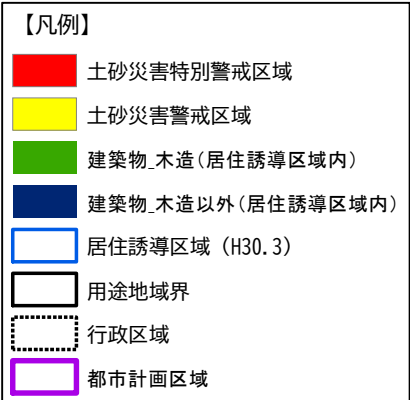 【凡例】
土砂災害特別警戒区域
土砂災害警戒区域
建築物_木造(居住誘導区域内)
建築物_木造以外(居住誘導区域内)
居住誘導区域 (H30.3)
用途地域界
行政区域
都市計画区域